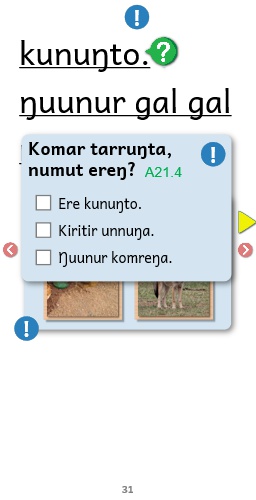 kunuŋto.
ŋuunur gal gal
Komar tarruŋta,
numut ereŋ? A21.4
Ere kunuŋto.
Kiritir unnuŋa.
Ŋuunur komreŋa.
31